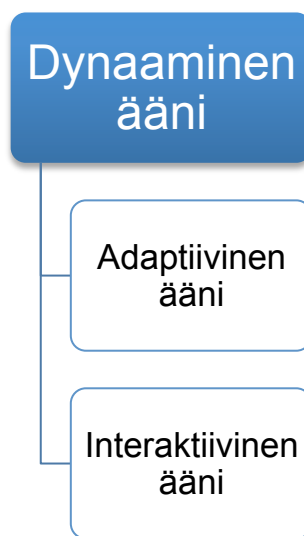 Dynaaminen
ääni
Adaptiivinen
ääni
Interaktiivinen
ääni